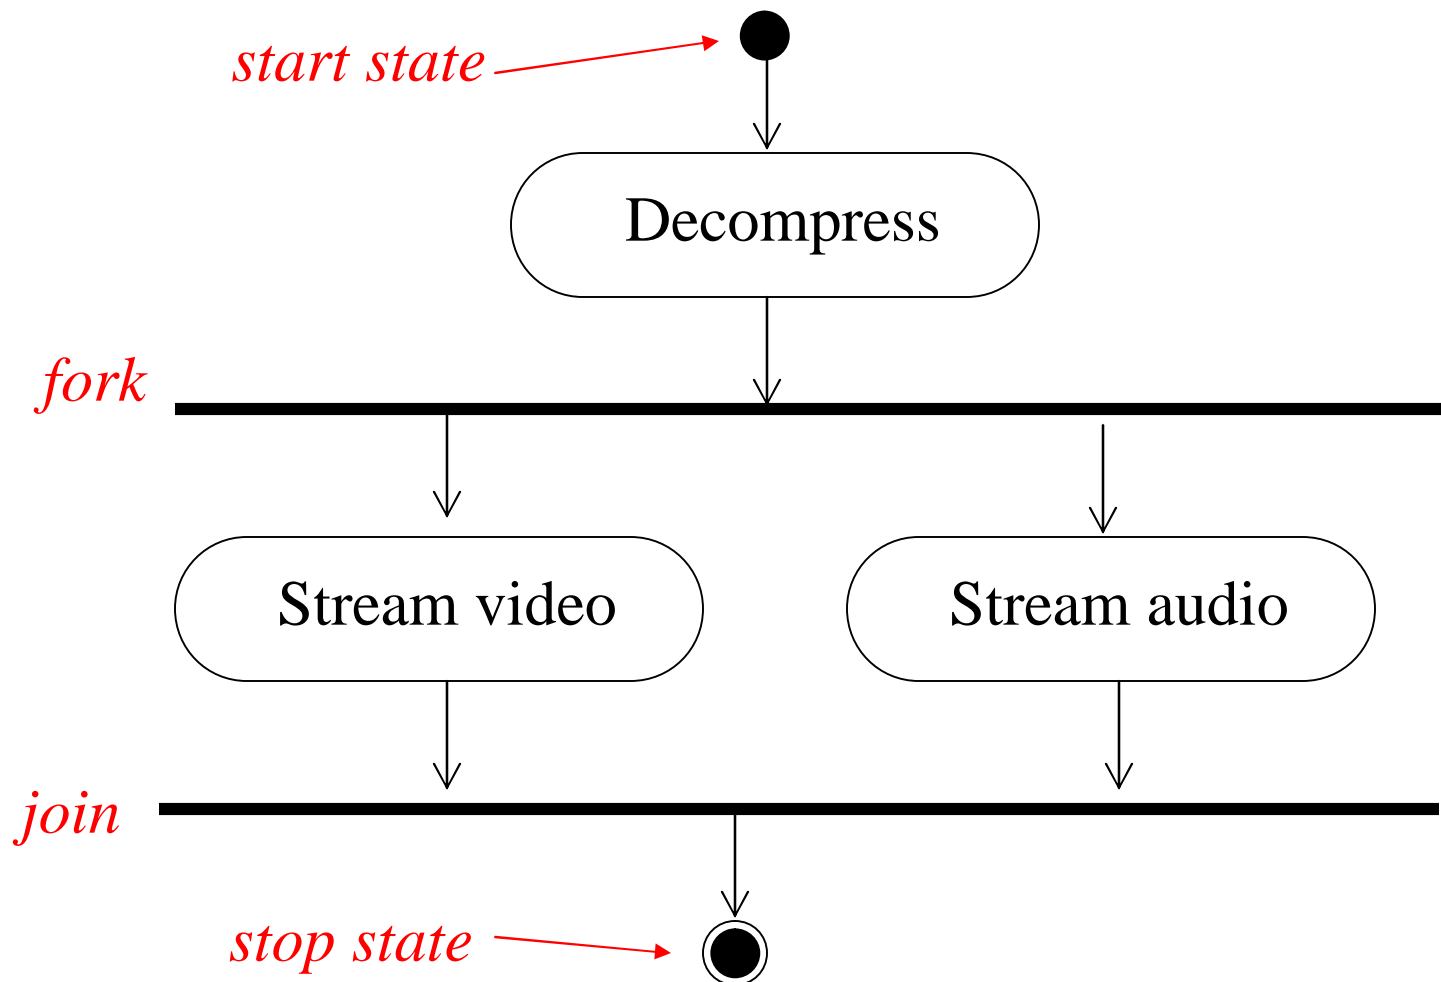 start state
Decompress
fork
Stream video
Stream audio
join
stop state